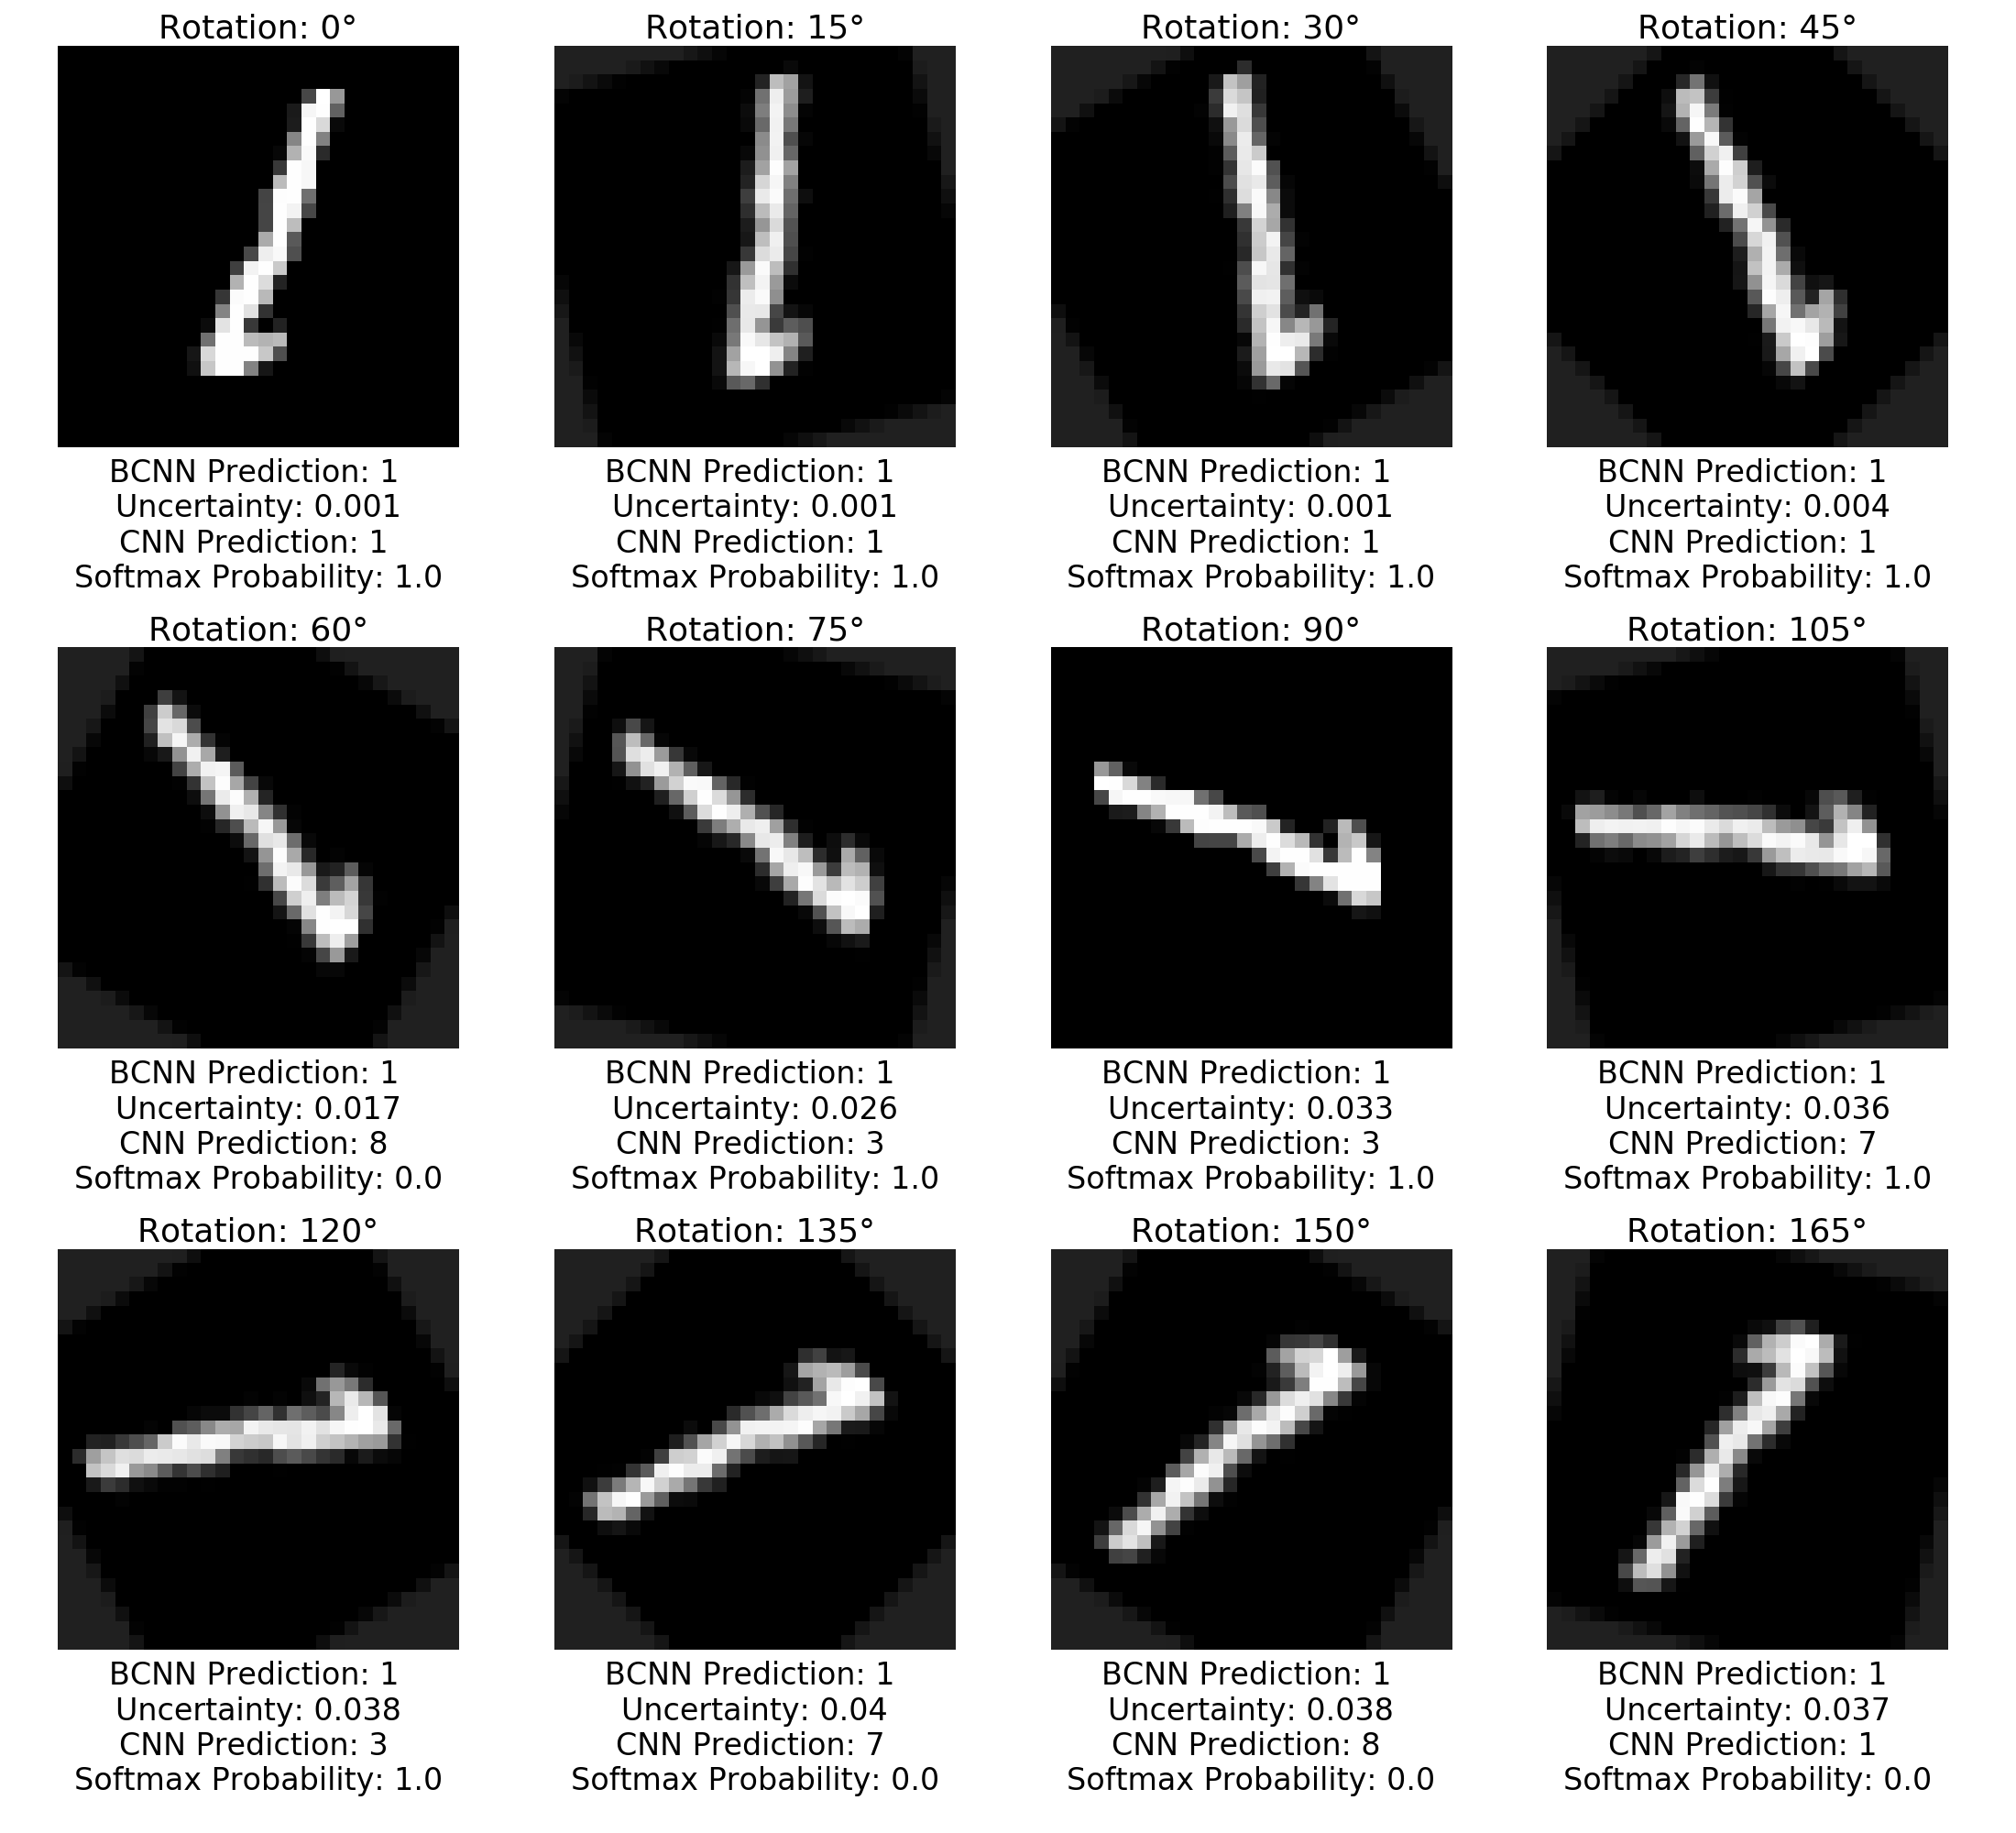 Rotation: 0°
Rotation: 15°
Rotation: 30°
Rotation: 45°
BCNN Prediction: 1
Uncertainty: 0.001
CNN Prediction: 1
Softmax Probability: 1.0
BCNN Prediction: 1
Uncertainty: 0.001
CNN Prediction: 1
Softmax Probability: 1.0
BCNN Prediction: 1
Uncertainty: 0.001
CNN Prediction: 1
Softmax Probability: 1.0
BCNN Prediction: 1
Uncertainty: 0.004
CNN Prediction: 1
Softmax Probability: 1.0
Rotation: 60°
Rotation: 75°
Rotation: 90°
Rotation: 105°
BCNN Prediction: 1
Uncertainty: 0.017
CNN Prediction: 8
Softmax Probability: 0.0
BCNN Prediction: 1
Uncertainty: 0.026
CNN Prediction: 3
Softmax Probability: 1.0
BCNN Prediction: 1
Uncertainty: 0.033
CNN Prediction: 3
Softmax Probability: 1.0
BCNN Prediction: 1
Uncertainty: 0.036
CNN Prediction: 7
Softmax Probability: 1.0
Rotation: 120°
Rotation: 135°
Rotation: 150°
Rotation: 165°
BCNN Prediction: 1
Uncertainty: 0.038
CNN Prediction: 3
Softmax Probability: 1.0
BCNN Prediction: 1
Uncertainty: 0.04
CNN Prediction: 7
Softmax Probability: 0.0
BCNN Prediction: 1
Uncertainty: 0.038
CNN Prediction: 8
Softmax Probability: 0.0
BCNN Prediction: 1
Uncertainty: 0.037
CNN Prediction: 1
Softmax Probability: 0.0